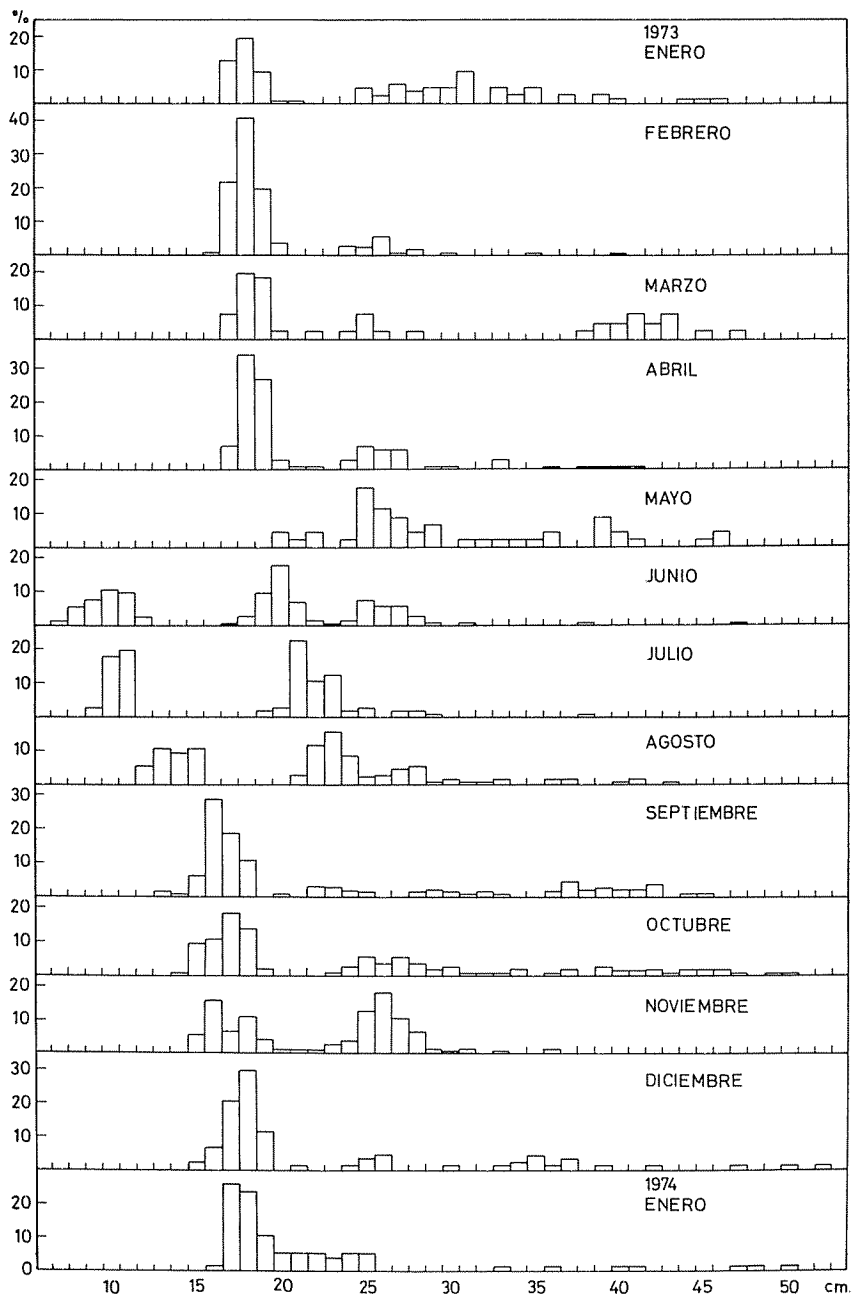 %
20
10
1973
ENERO
40
30
20
10
FEBRERO
20
10
MARZO
30
20
10
ABRIL
20
10
MAYO
20
10
JUNIO
20
10
JULIO
10
AGOSTO
30
20
10
SEPTIEMBRE
20
10
OCTUBRE
20
10
NOVIEMBRE
30
20
10
DICIEMBRE
20
10
0
1974
ENERO
10 15 20 25 30 35 40 45 50 cm.